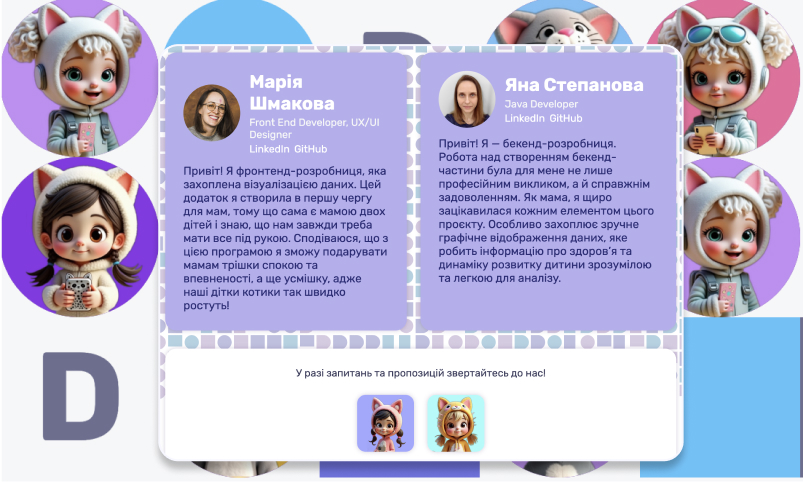 Марія
Шмакова
Front End Developer, UX/UI
Designer
LinkedIn GitHub
Привіт! Я фронтенд-розробниця, яка
захоплена візуалізацією даних. Цей
додаток я створила в першу чергу
для мам, тому що сама є мамою двох
дітей і знаю, що нам завжди треба
мати все під рукою. Сподіваюся, що з
цією програмою я зможу подарувати
мамам трішки спокою та
впевненості, а ще усмішку, адже
наші дітки котики так швидко
ростуть!
Яна Степанова
Java Developer
LinkedIn GitHub
Привіт! Я — бекенд-розробниця.
Робота над створенням бекенд-
частини була для мене не лише
професійним викликом, а й справжнім
задоволенням. Як мама, я щиро
зацікавилася кожним елементом цього
проєкту. Особливо захоплює зручне
графічне відображення даних, яке
робить інформацію про здоров'я та
динаміку розвитку дитини зрозумілою
та легкою для аналізу.
D
У разі запитань та пропозицій звертайтесь до нас!